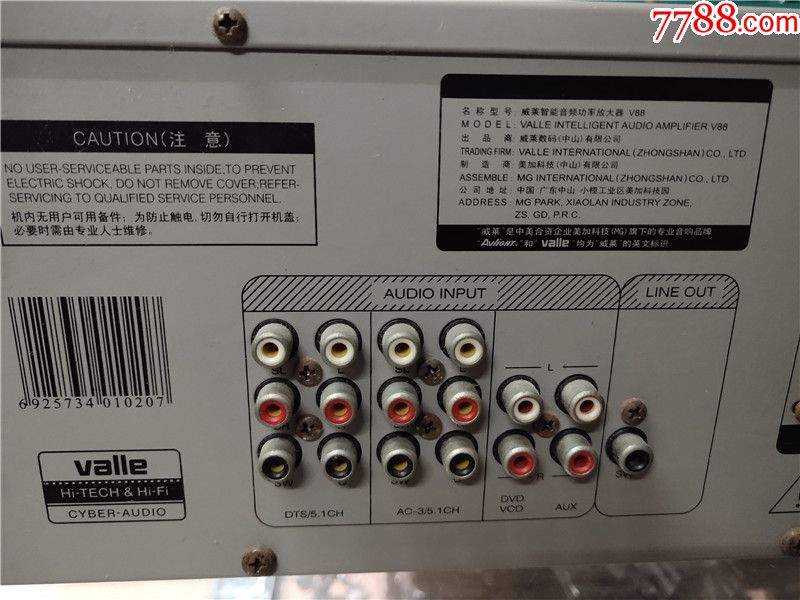 7788.com
CAUTION(注 意)
NO USER-SERVICEABLE PARTS INSIDE,TO PREVENT
ELECTRIC SHOCK, DO NOT REMOVE COVER;REFER-
SERVICING TO QUALIFIED SERVICE PERSONNEL.
机内无用户可用备件; 为防止触电,切勿自行打开机盖;
必要时需由专业人士维修。
名 称 型 号: 威莱智能音频功率放大器 V88
MODEL: VALLE INTELLIGENT AUDIO AMPLIFIER V88
出 品 商: 威莱数码(中山)有限公司
TRADING FIRM: VALLE INTERNATIONAL (ZHONGSHAN)CO., LTD
制 造 商: 美加科技(中山)有限公司
ASSEMBLE: MG INTERNATIONAL (ZHONGSHAN)CO., LTD
公 司 地 址: 中国 广东中山·小榄工业区美加科技园
ADDRESS: MG PARK, XIAOLAN INDUSTRY ZONE,
ZS, GD, P.R.C.
"威莱"是中美合资企业美加科技(MG)旗下的专业音响品牌
"AVLIGHT"和"valle"均为"威莱"的英文标识
AUDIO INPUT
LINE OUT
SL L SL L
L
SW C SW C
R
SW
DTS/5.1CH
AC-3/5.1CH
DVD
VCD
AUX
6925734010207
valle
Hi-TECH & Hi-Fi
CYBER-AUDIO